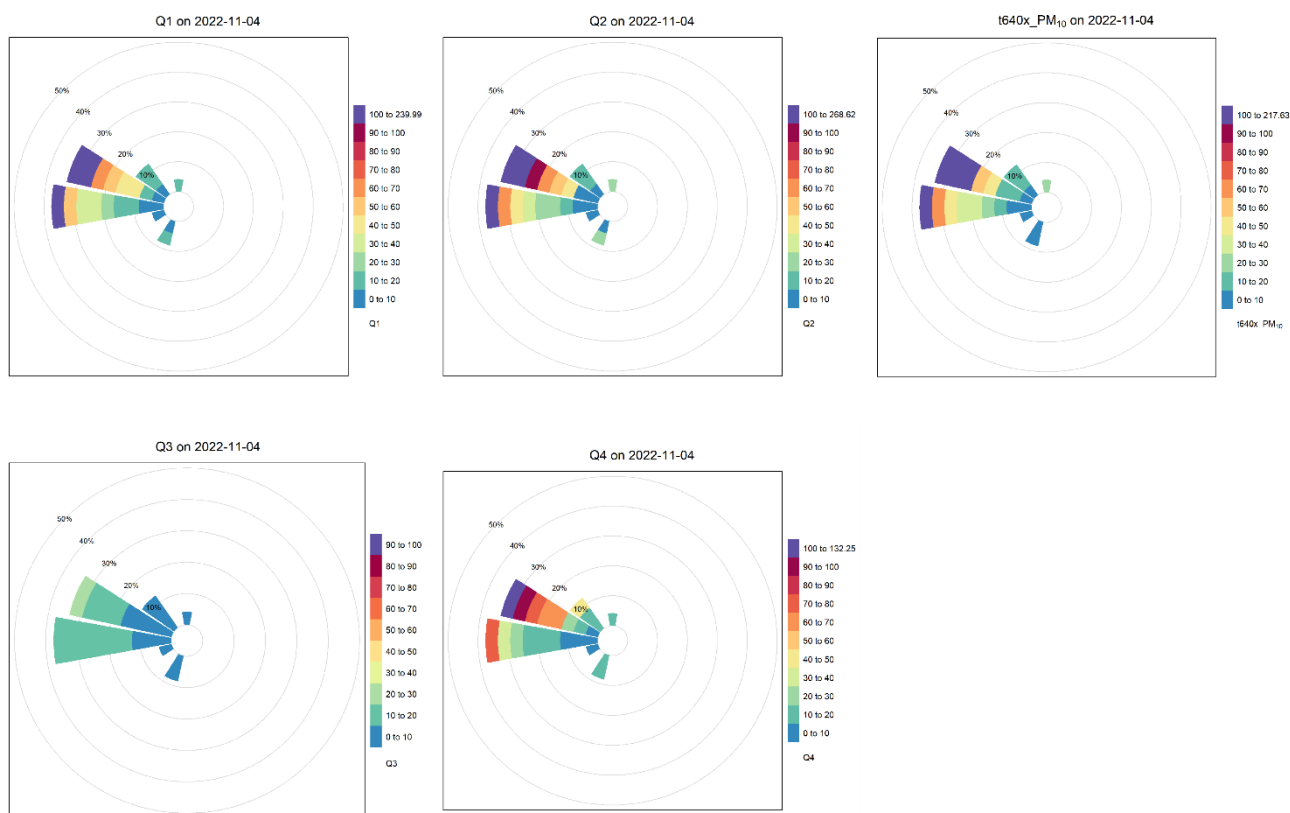 Q1 on 2022-11-04
50%
40%
30%
20%
10%
100 to 239.99
90 to 100
80 to 90
70 to 80
60 to 70
50 to 60
40 to 50
30 to 40
20 to 30
10 to 20
0 to 10
Q1
Q2 on 2022-11-04
50%
40%
30%
20%
10%
100 to 268.62
90 to 100
80 to 90
70 to 80
60 to 70
50 to 60
40 to 50
30 to 40
20 to 30
10 to 20
0 to 10
Q2
t640x_PM₁₀ on 2022-11-04
50%
40%
30%
20%
10%
100 to 217.63
90 to 100
80 to 90
70 to 80
60 to 70
50 to 60
40 to 50
30 to 40
20 to 30
10 to 20
0 to 10
t640x_PM₁₀
Q3 on 2022-11-04
50%
40%
30%
20%
10%
90 to 100
80 to 90
70 to 80
60 to 70
50 to 60
40 to 50
30 to 40
20 to 30
10 to 20
0 to 10
Q3
Q4 on 2022-11-04
50%
40%
30%
20%
10%
100 to 132.25
90 to 100
80 to 90
70 to 80
60 to 70
50 to 60
40 to 50
30 to 40
20 to 30
10 to 20
0 to 10
Q4